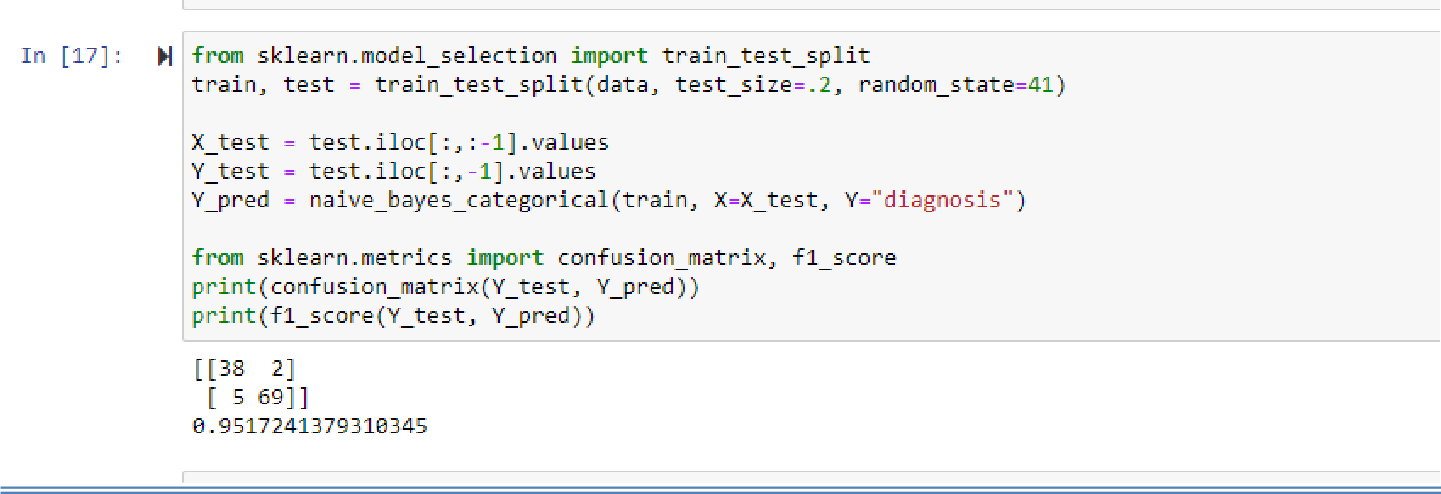 In [17]:
from sklearn.model_selection import train_test_split
train, test = train_test_split(data, test_size=.2, random_state=41)
X_test = test.iloc[:,:-1].values
Y_test = test.iloc[:,-1].values
Y_pred = naive_bayes_categorical(train, X=X_test, Y="diagnosis")
from sklearn.metrics import confusion_matrix, f1_score
print(confusion_matrix(Y_test, Y_pred))
print(f1_score(Y_test, Y_pred))
[[38  2]
 [ 5 69]]
0.9517241379310345